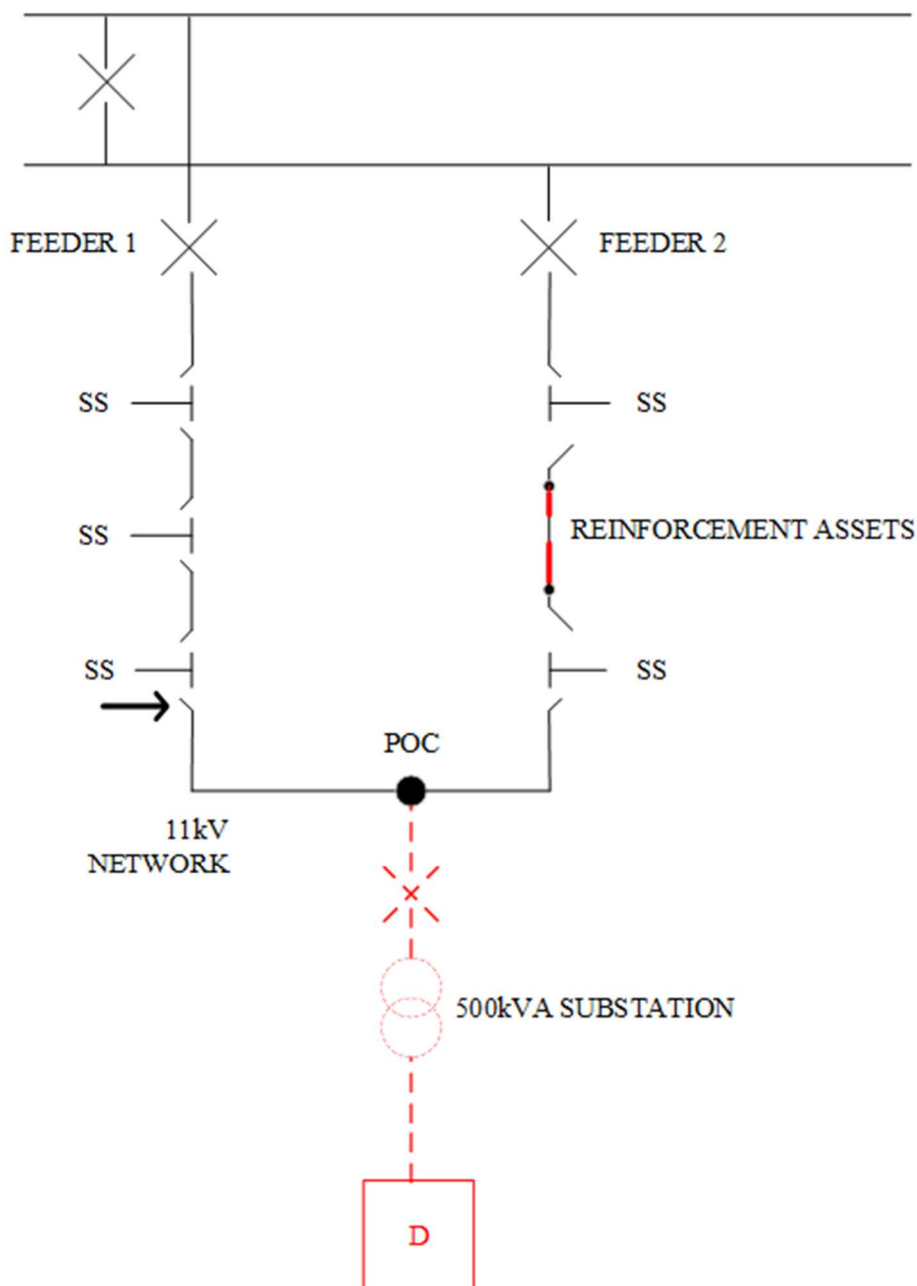 FEEDER 1
FEEDER 2
SS
SS
SS
REINFORCEMENT ASSETS
SS
SS
POC
11kV
NETWORK
500kVA SUBSTATION
D